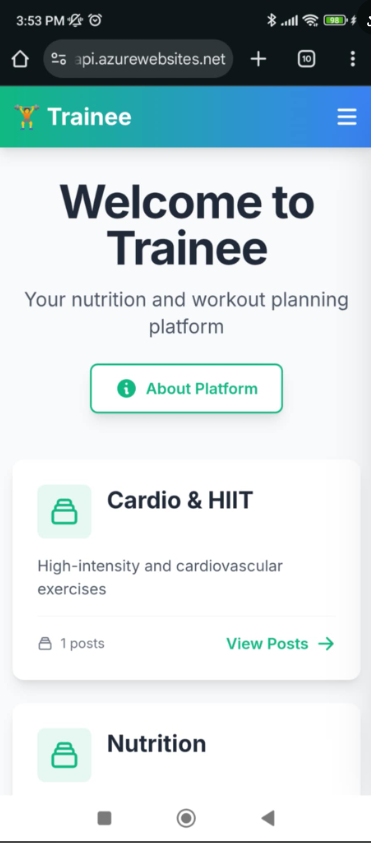 3:53 PM
98
api.azurewebsites.net
10
Trainee
Welcome to
Trainee
Your nutrition and workout planning
platform
About Platform
Cardio & HIIT
High-intensity and cardiovascular
exercises
1 posts
View Posts
Nutrition